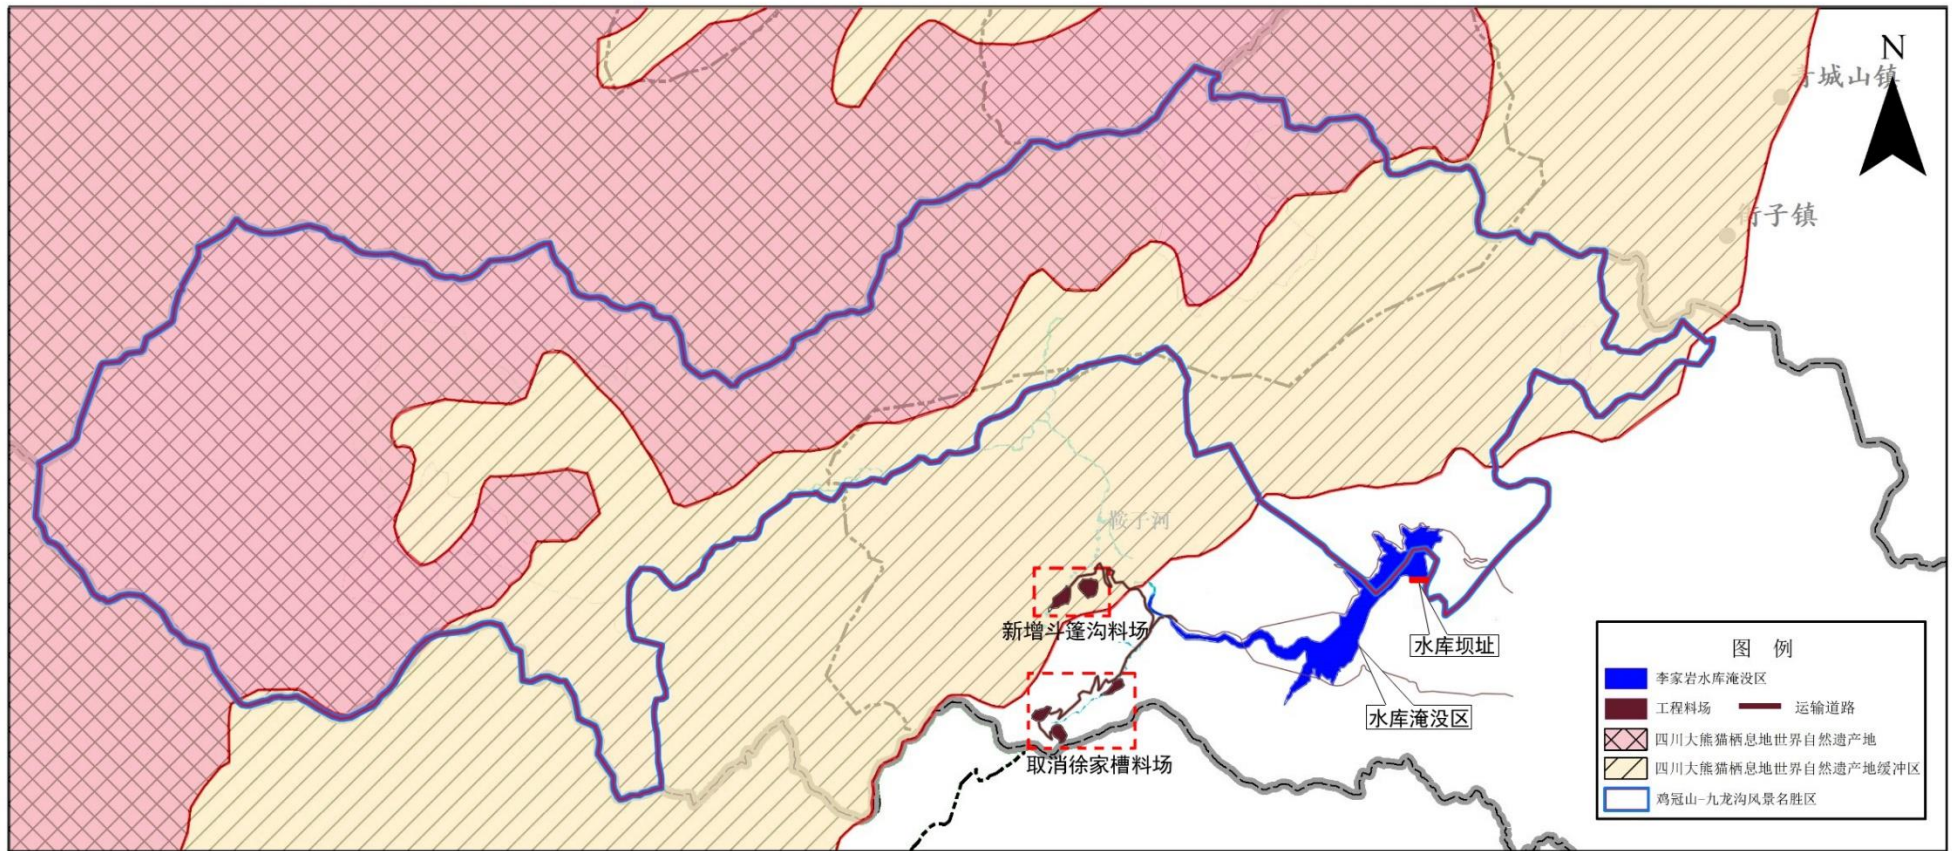 N
青城山镇
街子镇
鞍子河
新增斗篷沟料场
水库坝址
水库淹没区
取消徐家槽料场
图 例
李家岩水库淹没区
工程料场 运输道路
四川大熊猫栖息地世界自然遗产地
四川大熊猫栖息地世界自然遗产地缓冲区
鸡冠山-九龙沟风景名胜区